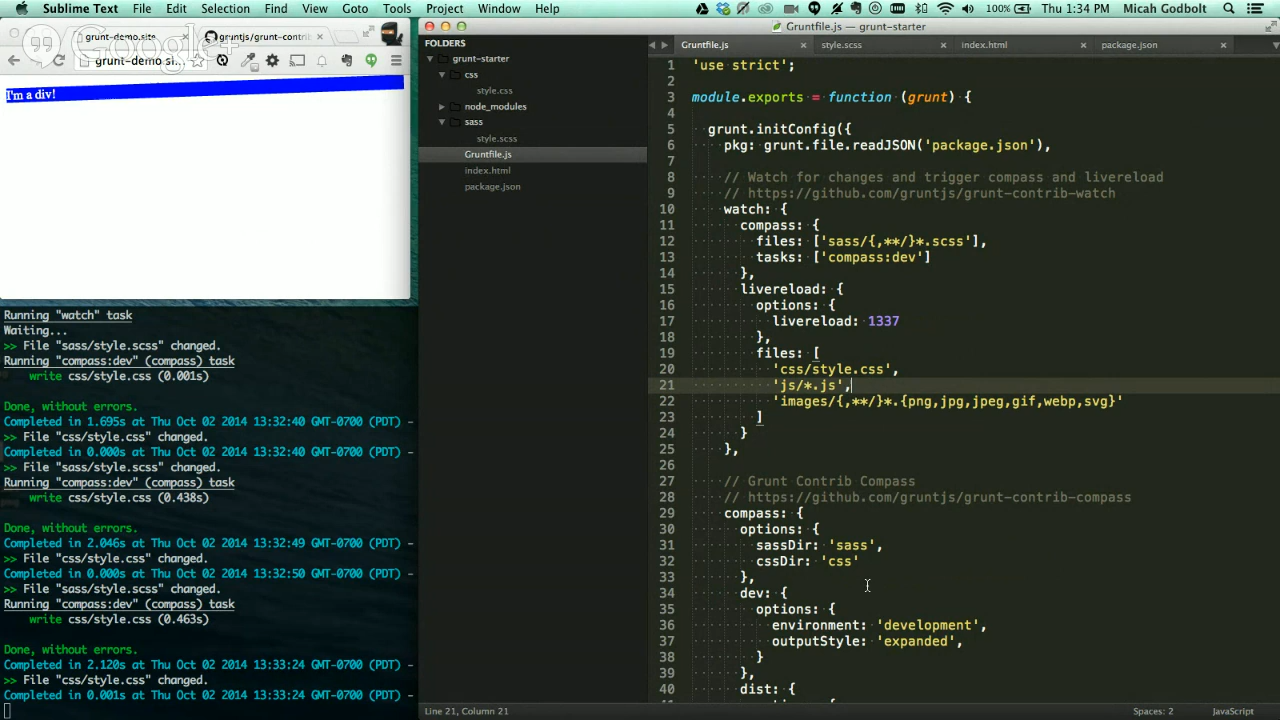 Sublime Text File Edit Selection Find View Goto Tools Project Window Help 100% Thu 1:34 PM Micah Godbolt
grunt-demo.site
gruntjs/grunt-contrib
Google+
grunt-demo.si...
I'm a div!
Running "watch" task
Waiting...
>> File "sass/style.scss" changed.
Running "compass:dev" (compass) task
write css/style.css (0.001s)
Done, without errors.
Completed in 1.695s at Thu Oct 02 2014 13:32:40 GMT-0700 (PDT) -
>> File "css/style.css" changed.
Completed in 0.000s at Thu Oct 02 2014 13:32:40 GMT-0700 (PDT) -
>> File "sass/style.scss" changed.
Running "compass:dev" (compass) task
write css/style.css (0.438s)
Done, without errors.
Completed in 2.046s at Thu Oct 02 2014 13:32:49 GMT-0700 (PDT) -
>> File "css/style.css" changed.
Completed in 0.000s at Thu Oct 02 2014 13:32:50 GMT-0700 (PDT) -
>> File "sass/style.scss" changed.
Running "compass:dev" (compass) task
write css/style.css (0.463s)
Done, without errors.
Completed in 2.120s at Thu Oct 02 2014 13:33:24 GMT-0700 (PDT) -
>> File "css/style.css" changed.
Completed in 0.001s at Thu Oct 02 2014 13:33:24 GMT-0700 (PDT) -
Gruntfile.js — grunt-starter
FOLDERS
grunt-starter
css
style.css
node_modules
sass
style.scss
Gruntfile.js
index.html
package.json
Gruntfile.js style.scss index.html package.json
1 'use strict';
2
3 module.exports = function (grunt) {
4
5 grunt.initConfig({
6 pkg: grunt.file.readJSON('package.json'),
7
8 // Watch for changes and trigger compass and livereload
9 // https://github.com/gruntjs/grunt-contrib-watch
10 watch: {
11 compass: {
12 files: ['sass/{,**/}*.scss'],
13 tasks: ['compass:dev']
14 },
15 livereload: {
16 options: {
17 livereload: 1337
18 },
19 files: [
20 'css/style.css',
21 'js/*.js',
22 'images/{,**/}*.{png,jpg,jpeg,gif,webp,svg}'
23 ]
24 }
25 },
26
27 // Grunt Contrib Compass
28 // https://github.com/gruntjs/grunt-contrib-compass
29 compass: {
30 options: {
31 sassDir: 'sass',
32 cssDir: 'css'
33 },
34 dev: {
35 options: {
36 environment: 'development',
37 outputStyle: 'expanded',
38 }
39 },
40 dist: {
Line 21, Column 21
Spaces: 2
JavaScript